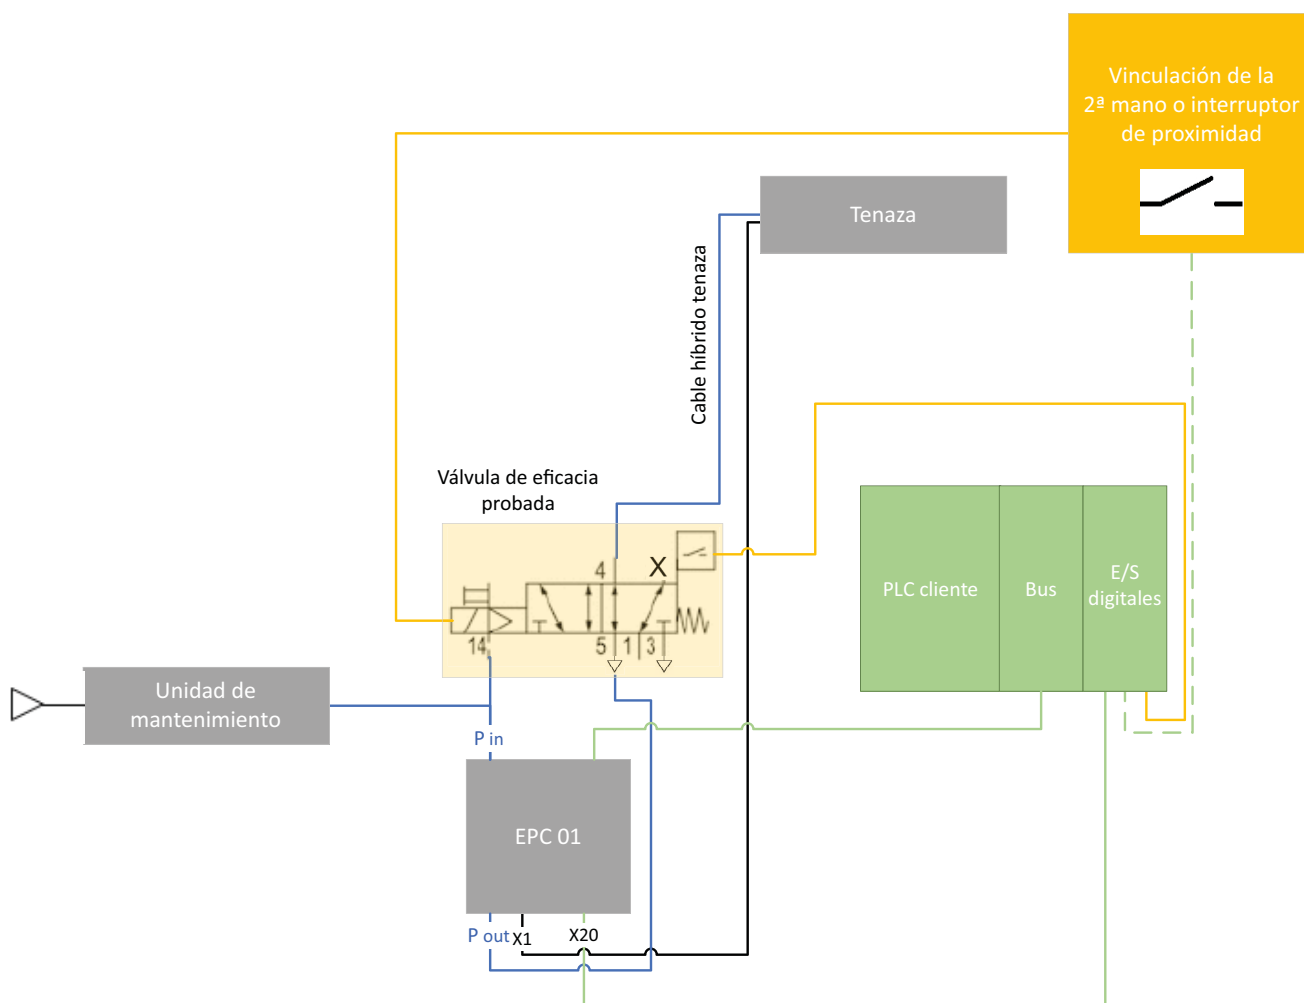 Vinculación de la
2ª mano o interruptor
de proximidad
Tenaza
Cable híbrido tenaza
Válvula de eficacia
probada
4
X
14
5
1
3
PLC cliente
Bus
E/S
digitales
Unidad de
mantenimiento
P in
EPC 01
P out
X1
X20